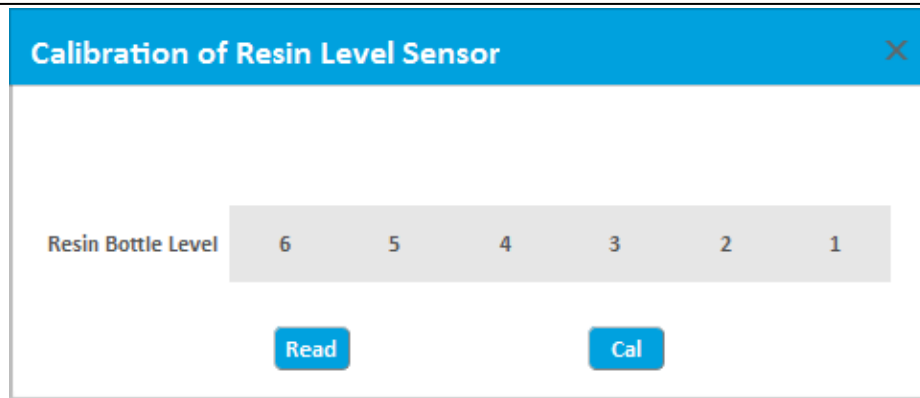 Calibration of Resin Level Sensor
Resin Bottle Level 6 5 4 3 2 1
Read Cal